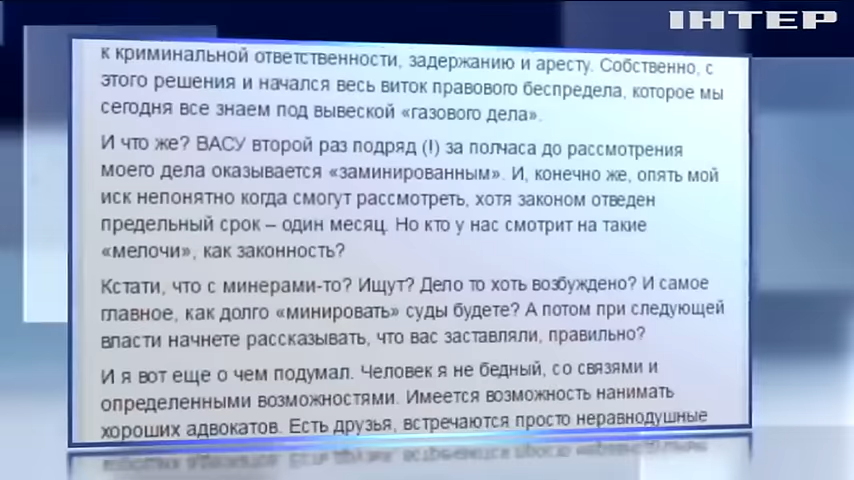 ІНТЕР
к криминальной ответственности, задержанию и аресту. Собственно, с
этого решения и начался весь виток правового беспредела, которое мы
сегодня все знаем под вывеской «газового дела».
И что же? ВАСУ второй раз подряд (!) за полчаса до рассмотрения
моего дела оказывается «заминированным». И, конечно же, опять мой
иск непонятно когда смогут рассмотреть, хотя законом отведен
предельный срок – один месяц. Но кто у нас смотрит на такие
«мелочи», как законность?
Кстати, что с минерами-то? Ищут? Дело то хоть возбуждено? И самое
главное, как долго «минировать» суды будете? А потом при следующей
власти начнете рассказывать, что вас заставляли, правильно?
И я вот еще о чем подумал. Человек я не бедный, со связями и
определенными возможностями. Имеется возможность нанимать
хороших адвокатов. Есть друзья, встречаются просто неравнодушные